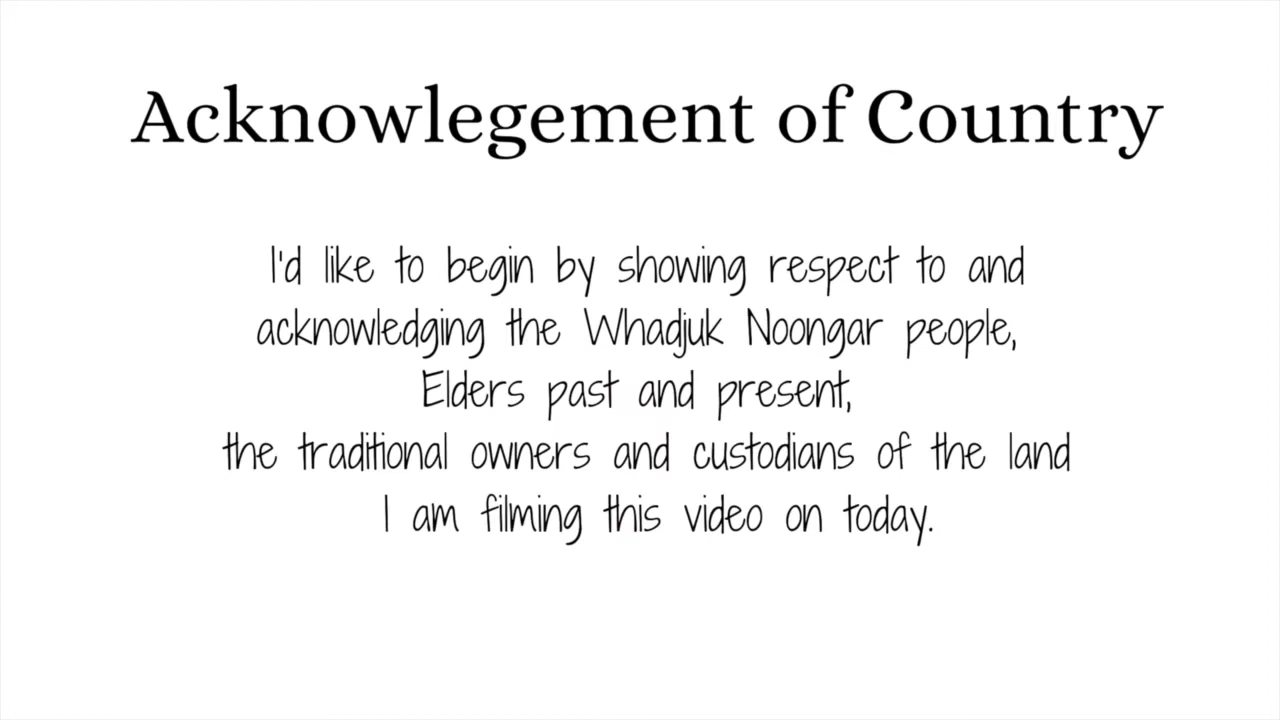 Acknowlegement of Country
I'd like to begin by showing respect to and
acknowledging the Whadjuk Noongar people,
Elders past and present,
the traditional owners and custodians of the land
I am filming this video on today.